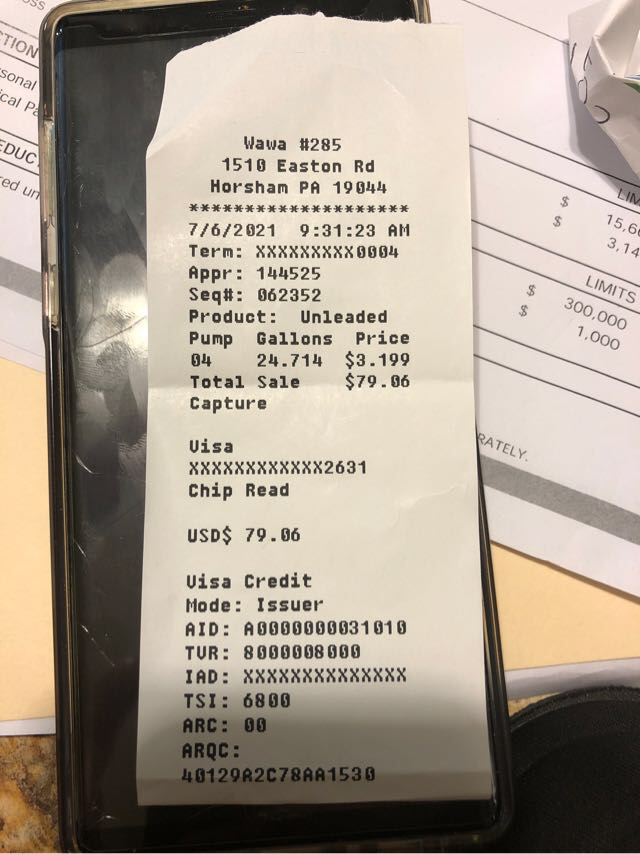 Wawa #285
1510 Easton Rd
Horsham PA 19044
********************
7/6/2021 9:31:23 AM
Term: XXXXXXXXX0004
Appr: 144525
Seq#: 062352
Product: Unleaded
Pump Gallons Price
04 24.714 $3.199
Total Sale $79.06
Capture
Visa
XXXXXXXXXXXX2631
Chip Read
USD$ 79.06
Visa Credit
Mode: Issuer
AID: A0000000031010
TVR: 8000008000
IAD: XXXXXXXXXXXXXX
TSI: 6800
ARC: 00
ARQC:
40129A2C78AA1530
$
$ 3,14
LIMITS
$ 300,000
$ 1,000
RATELY.